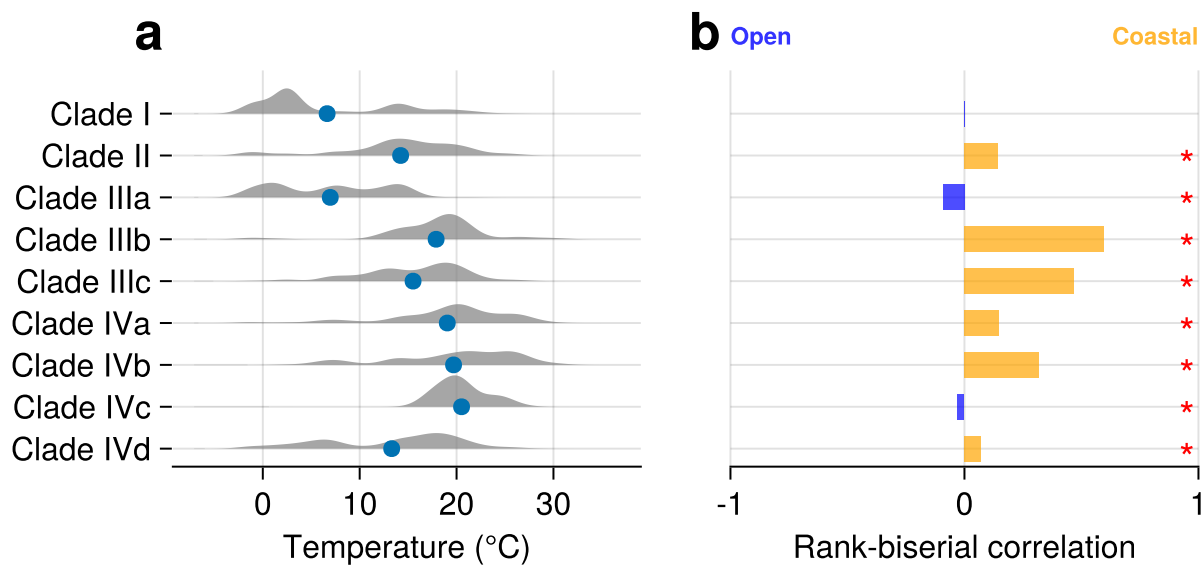 a
Clade I
Clade II
Clade IIIa
Clade IIIb
Clade IIIc
Clade IVa
Clade IVb
Clade IVc
Clade IVd
0 10 20 30
Temperature (°C)
b Open Coastal
*
*
*
*
*
*
*
*
-1 0 1
Rank-biserial correlation